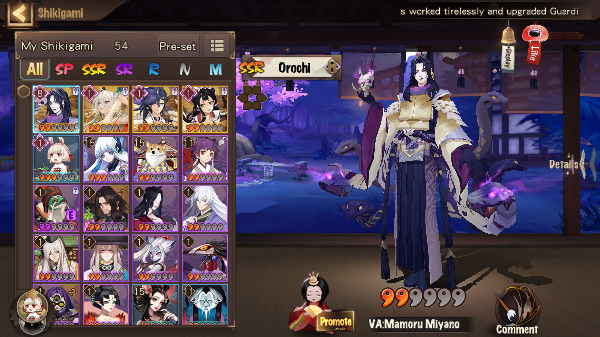 Shikigami
s worked tirelessly and upgraded Guardi
My Shikigami 54 Pre-set
All SP SSR SR R N M
SSR Orochi
Like
Details
Promote
VA:Mamoru Miyano
Comment